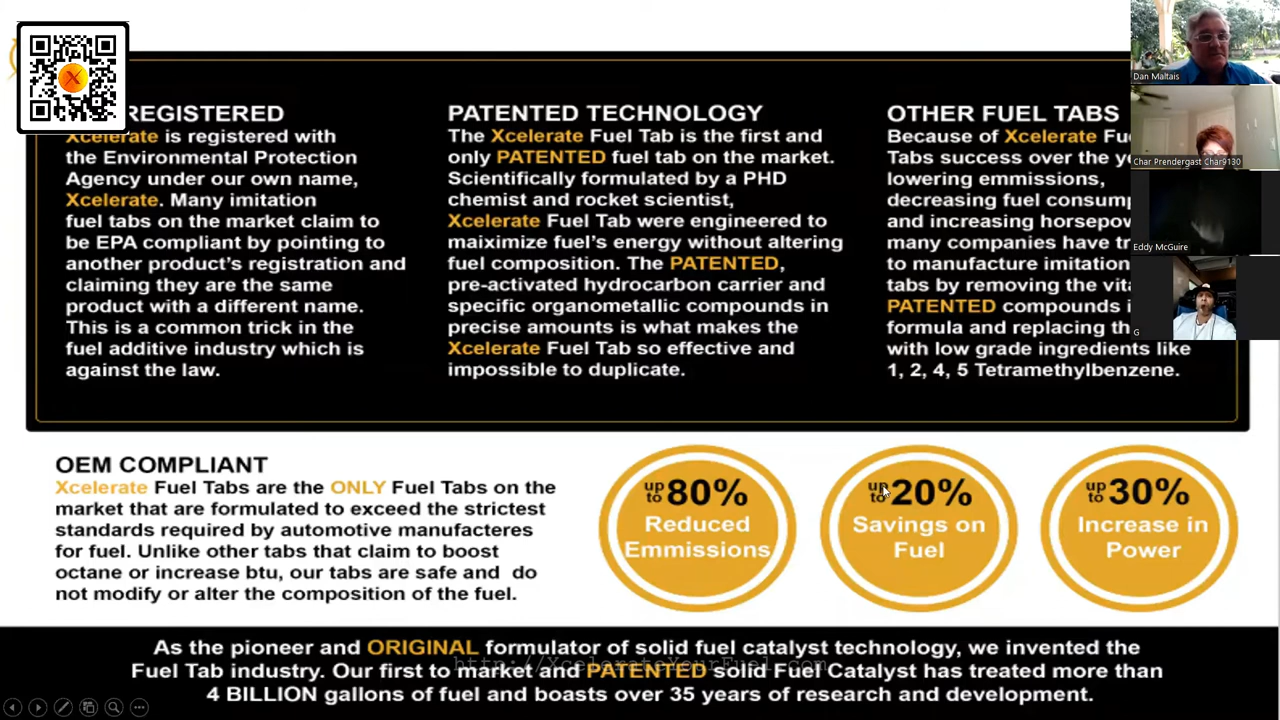 REGISTERED
Xcelerate is registered with
the Environmental Protection
Agency under our own name,
Xcelerate. Many imitation
fuel tabs on the market claim to
be EPA compliant by pointing to
another product's registration and
claiming they are the same
product with a different name.
This is a common trick in the
fuel additive industry which is
against the law.
PATENTED TECHNOLOGY
The Xcelerate Fuel Tab is the first and
only PATENTED fuel tab on the market.
Scientifically formulated by a PHD
chemist and rocket scientist,
Xcelerate Fuel Tab were engineered to
maiximize fuel's energy without altering
fuel composition. The PATENTED,
pre-activated hydrocarbon carrier and
specific organometallic compounds in
precise amounts is what makes the
Xcelerate Fuel Tab so effective and
impossible to duplicate.
OTHER FUEL TABS
Because of Xcelerate
Tabs success over the
lowering emmissions,
decreasing fuel
and increasing
many companies have
to manufacture
tabs by removing the
PATENTED compounds
formula and replacing
with low grade ingredients like
1, 2, 4, 5 Tetramethylbenzene.
Dan Maltais
Char Prendergast Char9130
Eddy McGuire
G
OEM COMPLIANT
Xcelerate Fuel Tabs are the ONLY Fuel Tabs on the
market that are formulated to exceed the strictest
standards required by automotive manufacteres
for fuel. Unlike other tabs that claim to boost
octane or increase btu, our tabs are safe and do
not modify or alter the composition of the fuel.
up to 80%
Reduced
Emmissions
up to 20%
Savings on
Fuel
up to 30%
Increase in
Power
As the pioneer and ORIGINAL formulator of solid fuel catalyst technology, we invented the
Fuel Tab industry. Our first to market and PATENTED solid Fuel Catalyst has treated more than
4 BILLION gallons of fuel and boasts over 35 years of research and development.
http://XcelerateYourFuel.com